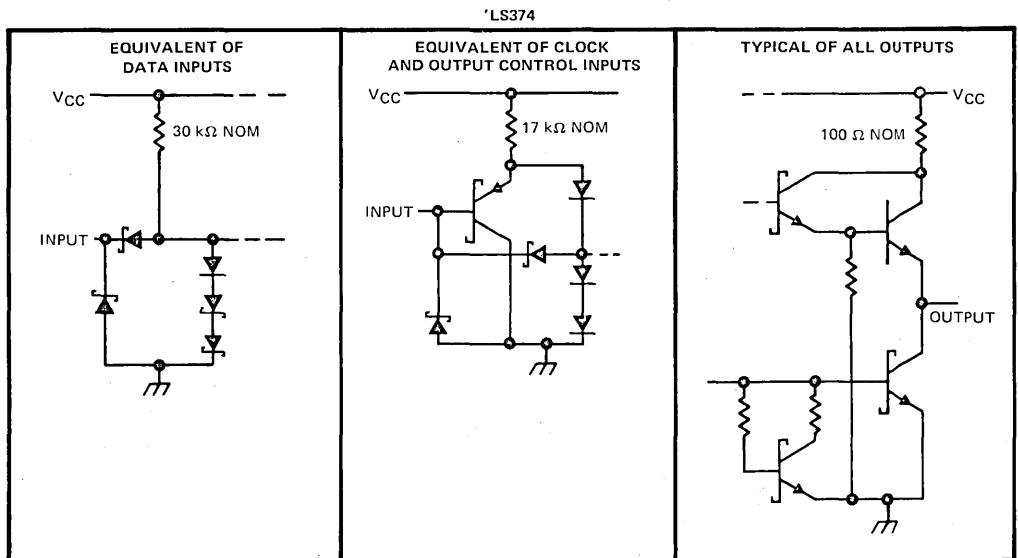 'LS374
EQUIVALENT OF
DATA INPUTS
VCC
30 kΩ NOM
INPUT
EQUIVALENT OF CLOCK
AND OUTPUT CONTROL INPUTS
VCC
17 kΩ NOM
INPUT
TYPICAL OF ALL OUTPUTS
VCC
100 Ω NOM
OUTPUT